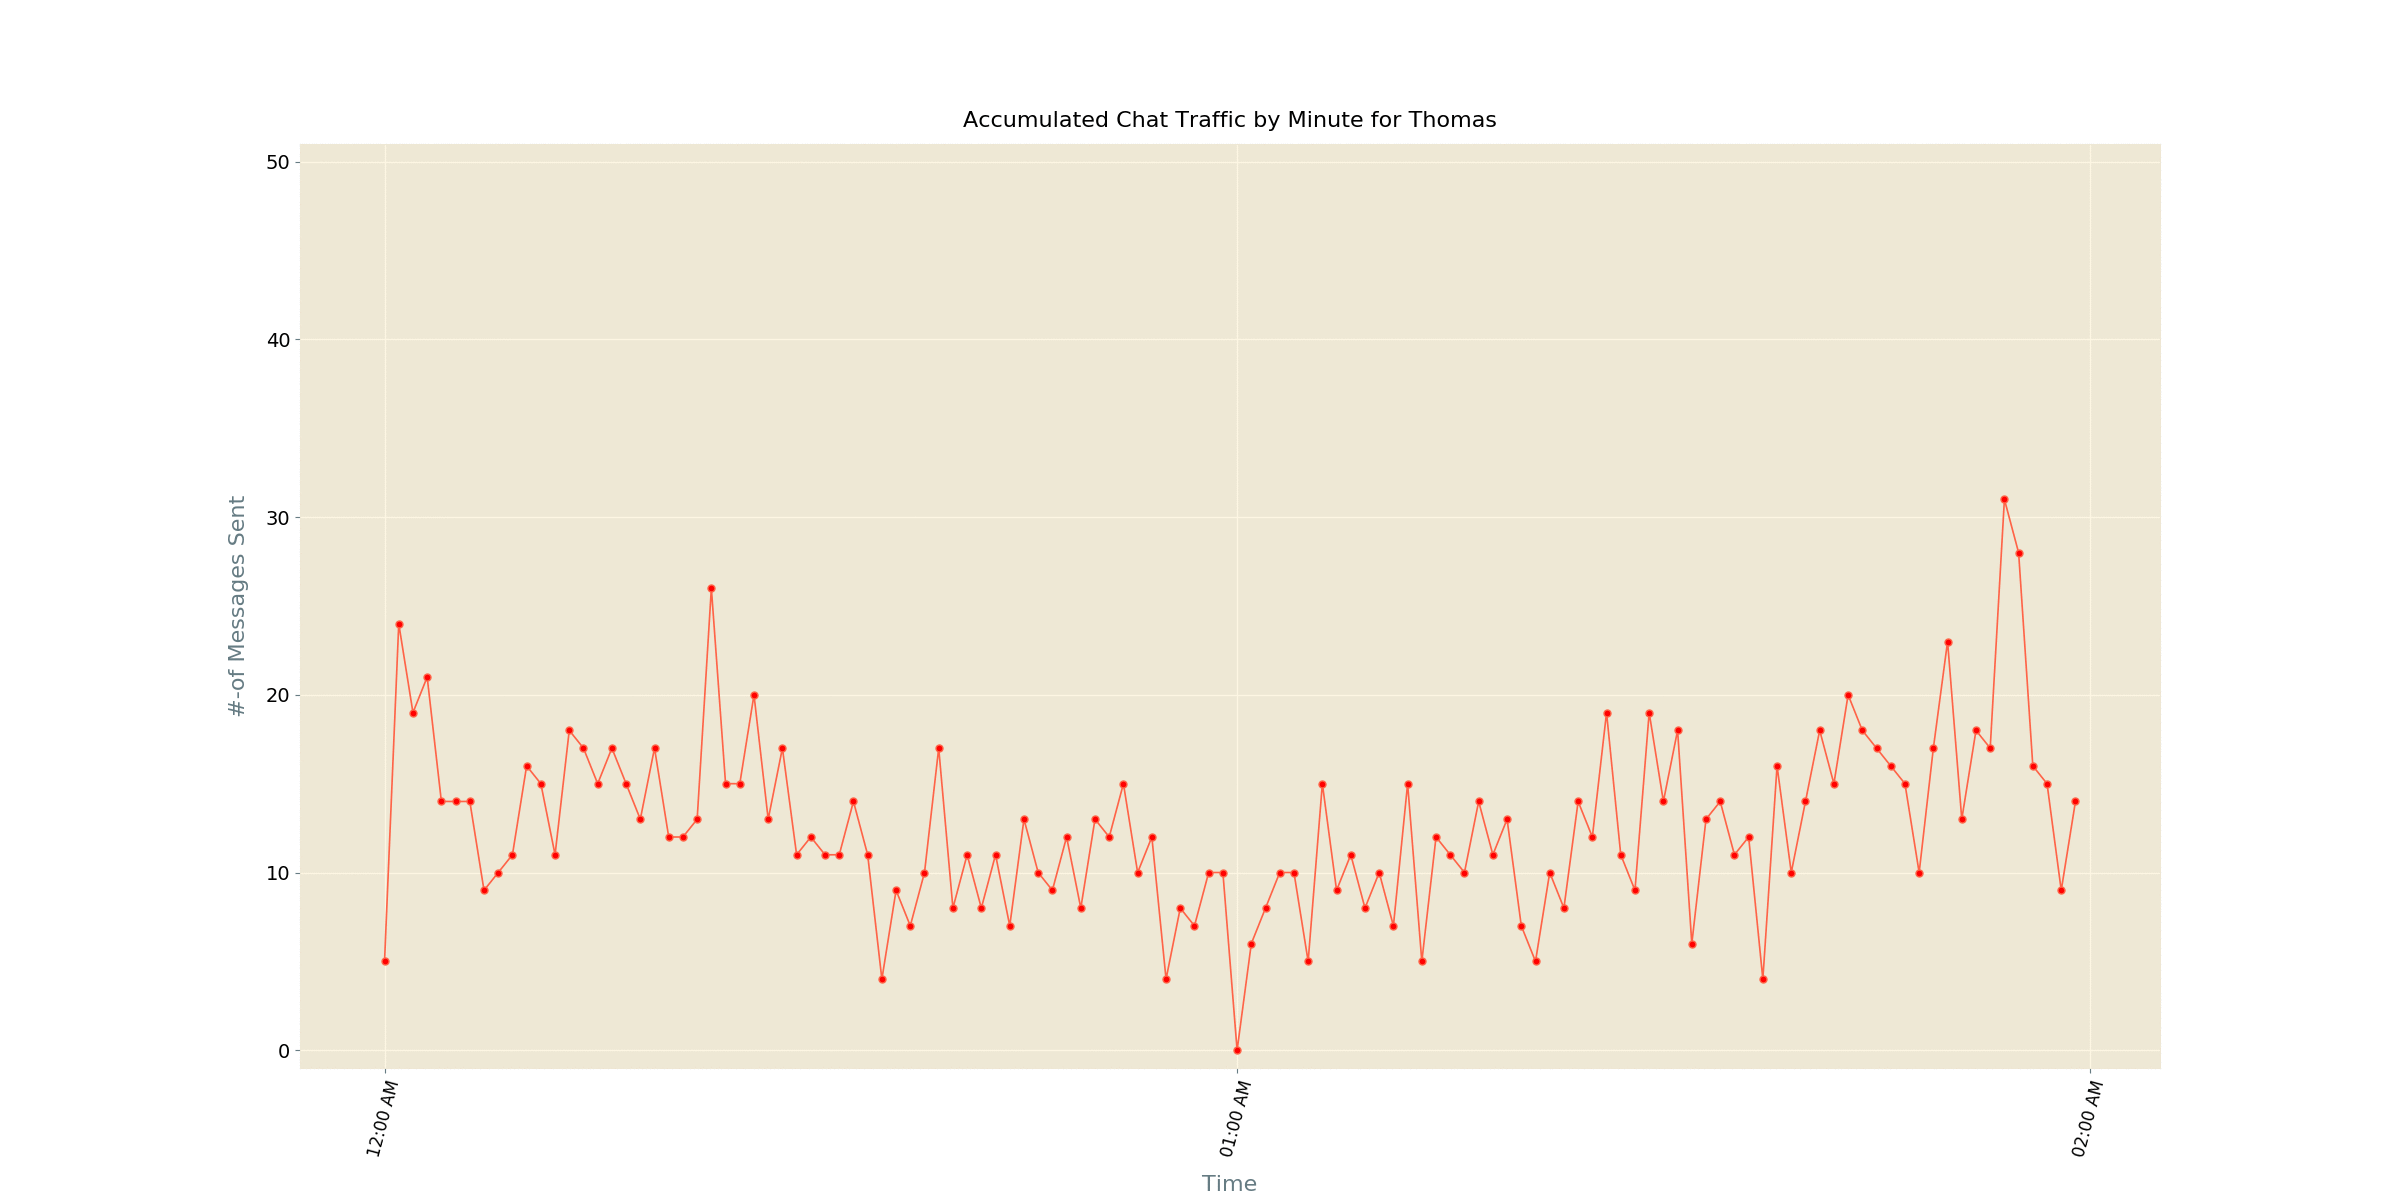 Accumulated Chat Traffic by Minute for Thomas
50
40
30
20
10
0
#-of Messages Sent
12:00 AM
01:00 AM
02:00 AM
Time